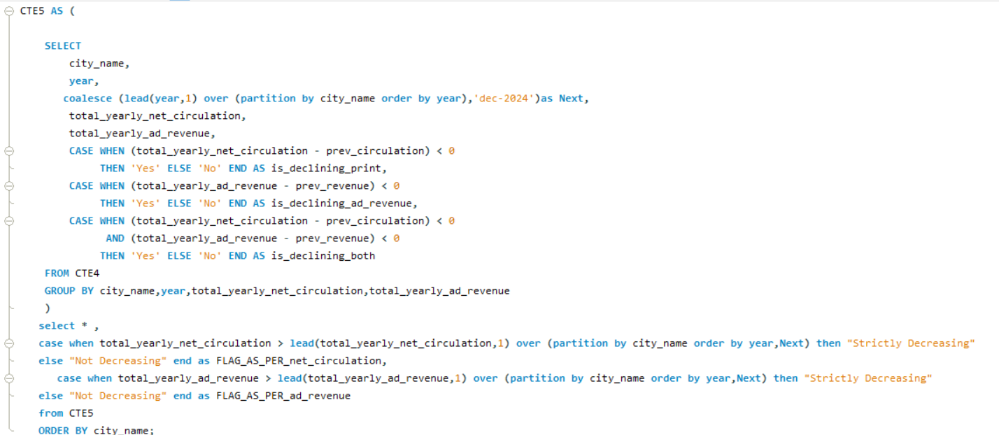 CTE5 AS (
SELECT
city_name,
year,
coalesce (lead(year,1) over (partition by city_name order by year),'dec-2024')as Next,
total_yearly_net_circulation,
total_yearly_ad_revenue,
CASE WHEN (total_yearly_net_circulation - prev_circulation) < 0
THEN 'Yes' ELSE 'No' END AS is_declining_print,
CASE WHEN (total_yearly_ad_revenue - prev_revenue) < 0
THEN 'Yes' ELSE 'No' END AS is_declining_ad_revenue,
CASE WHEN (total_yearly_net_circulation - prev_circulation) < 0
AND (total_yearly_ad_revenue - prev_revenue) < 0
THEN 'Yes' ELSE 'No' END AS is_declining_both
FROM CTE4
GROUP BY city_name,year,total_yearly_net_circulation,total_yearly_ad_revenue
)
select * ,
case when total_yearly_net_circulation > lead(total_yearly_net_circulation,1) over (partition by city_name order by year,Next) then "Strictly Decreasing"
else "Not Decreasing" end as FLAG_AS_PER_net_circulation,
case when total_yearly_ad_revenue > lead(total_yearly_ad_revenue,1) over (partition by city_name order by year,Next) then "Strictly Decreasing"
else "Not Decreasing" end as FLAG_AS_PER_ad_revenue
from CTE5
ORDER BY city_name;